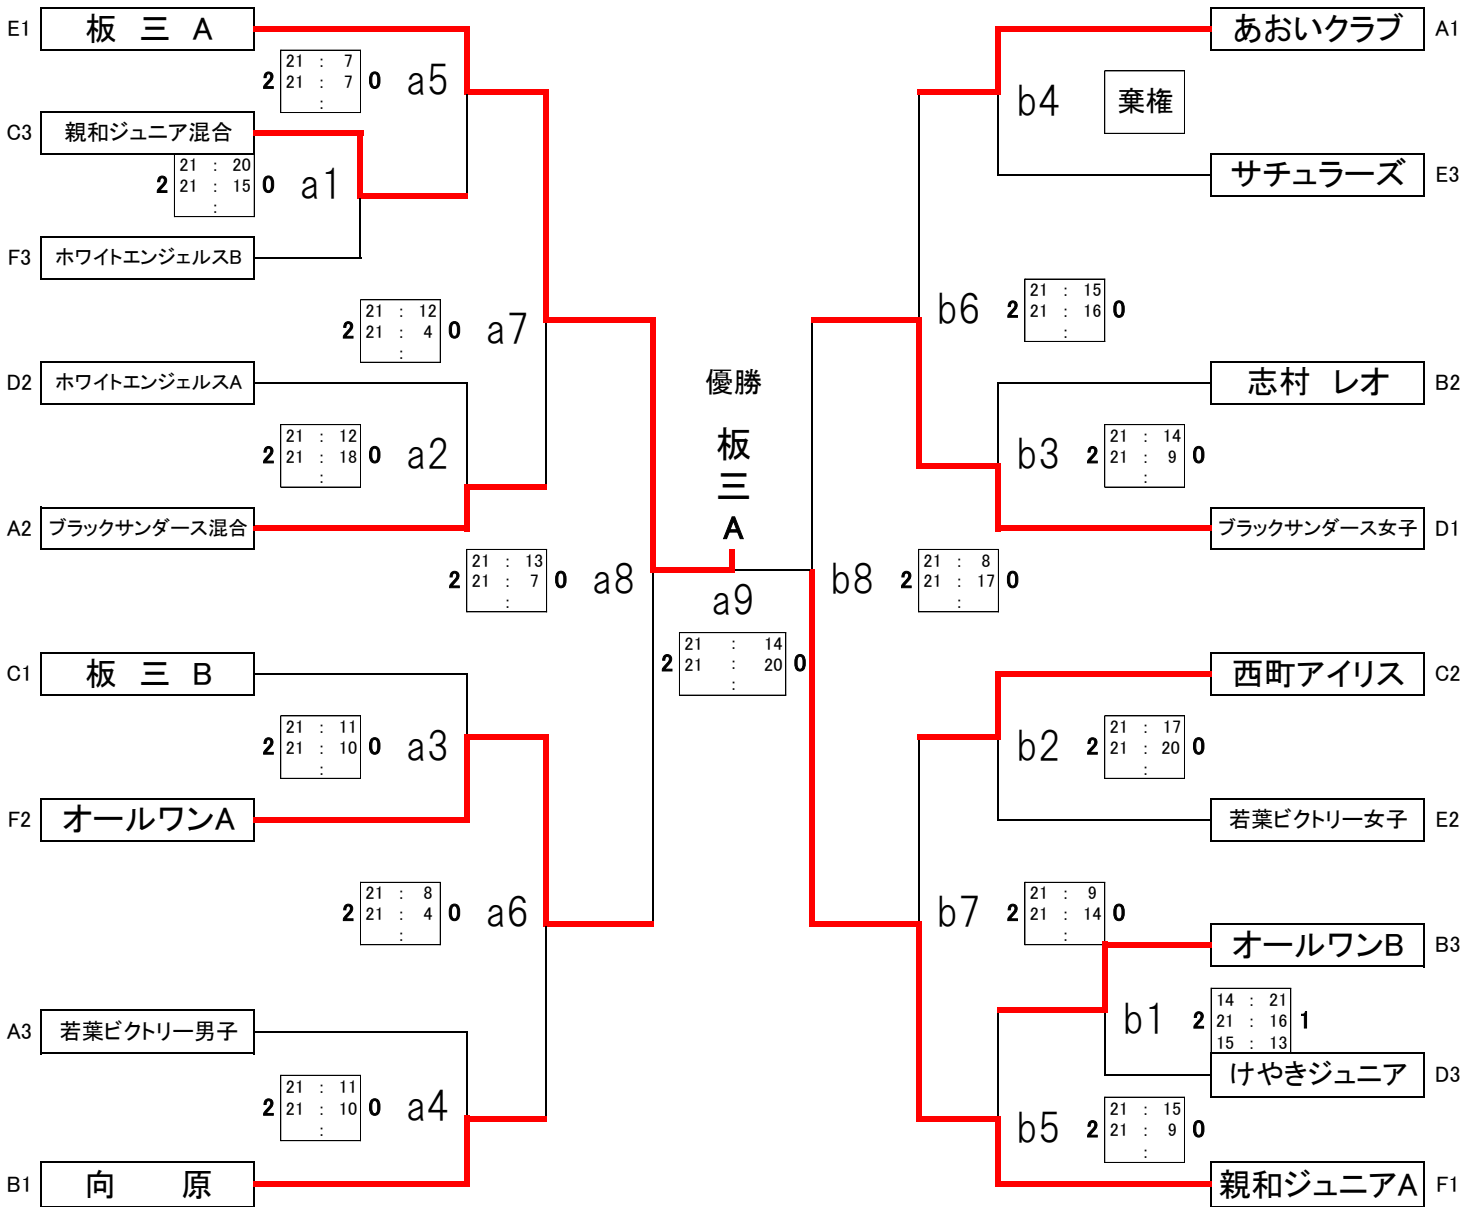 E1 板 三 A
21 : 7
2 21 : 7 0 a5
:
C3 親和ジュニア混合
21 : 20
2 21 : 15 0 a1
:
F3 ホワイトエンジェルスB
21 : 12
2 21 : 4 0 a7
:
D2 ホワイトエンジェルスA
21 : 12
2 21 : 18 0 a2
:
A2 ブラックサンダース混合
21 : 13
2 21 : 7 0 a8
:
C1 板 三 B
21 : 11
2 21 : 10 0 a3
:
F2 オールワンA
21 : 8
2 21 : 4 0 a6
:
A3 若葉ビクトリー男子
21 : 11
2 21 : 10 0 a4
:
B1 向 原
優勝
板
三
A
a9
21 : 14
2 21 : 20 0
:
あおいクラブ A1
b4 棄権
サチュラーズ E3
21 : 15
b6 2 21 : 16 0
:
志村 レオ B2
21 : 14
b3 2 21 : 9 0
:
ブラックサンダース女子 D1
21 : 8
b8 2 21 : 17 0
:
西町アイリス C2
21 : 17
b2 2 21 : 20 0
:
若葉ビクトリー女子 E2
21 : 9
b7 2 21 : 14 0
:
オールワンB B3
14 : 21
b1 2 21 : 16 1
15 : 13
けやきジュニア D3
21 : 15
b5 2 21 : 9 0
:
親和ジュニアA F1